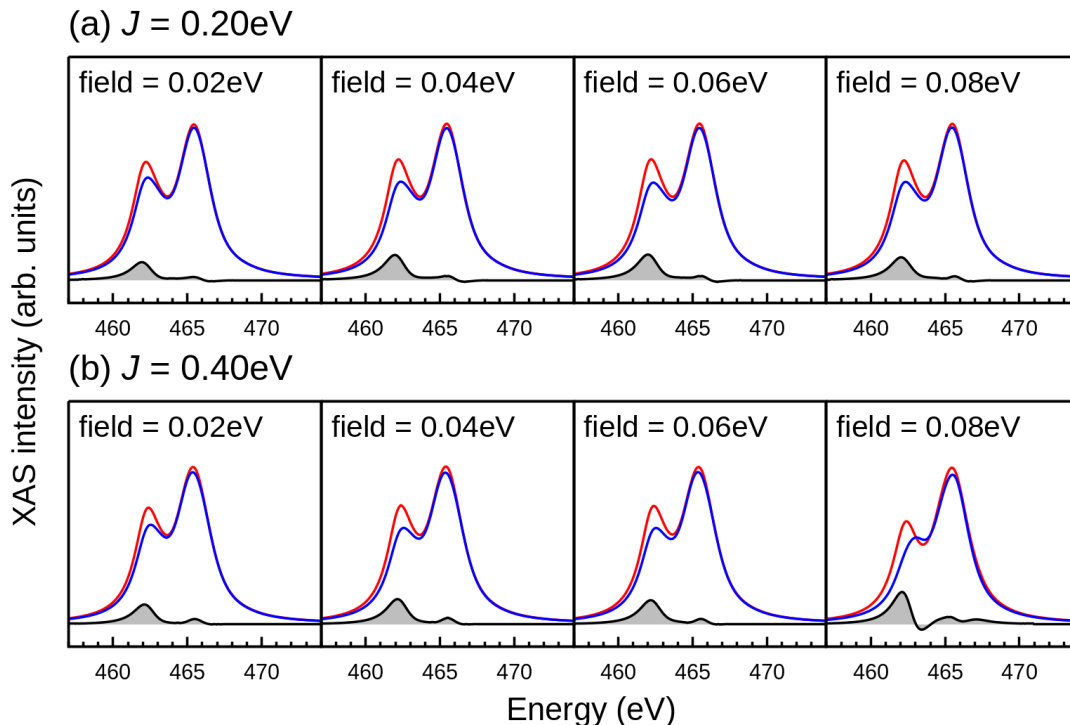 (a) J = 0.20eV
field = 0.02eV
field = 0.04eV
field = 0.06eV
field = 0.08eV
460 465 470
460 465 470
460 465 470
460 465 470
XAS intensity (arb. units)
(b) J = 0.40eV
field = 0.02eV
field = 0.04eV
field = 0.06eV
field = 0.08eV
460 465 470
460 465 470
460 465 470
460 465 470
Energy (eV)